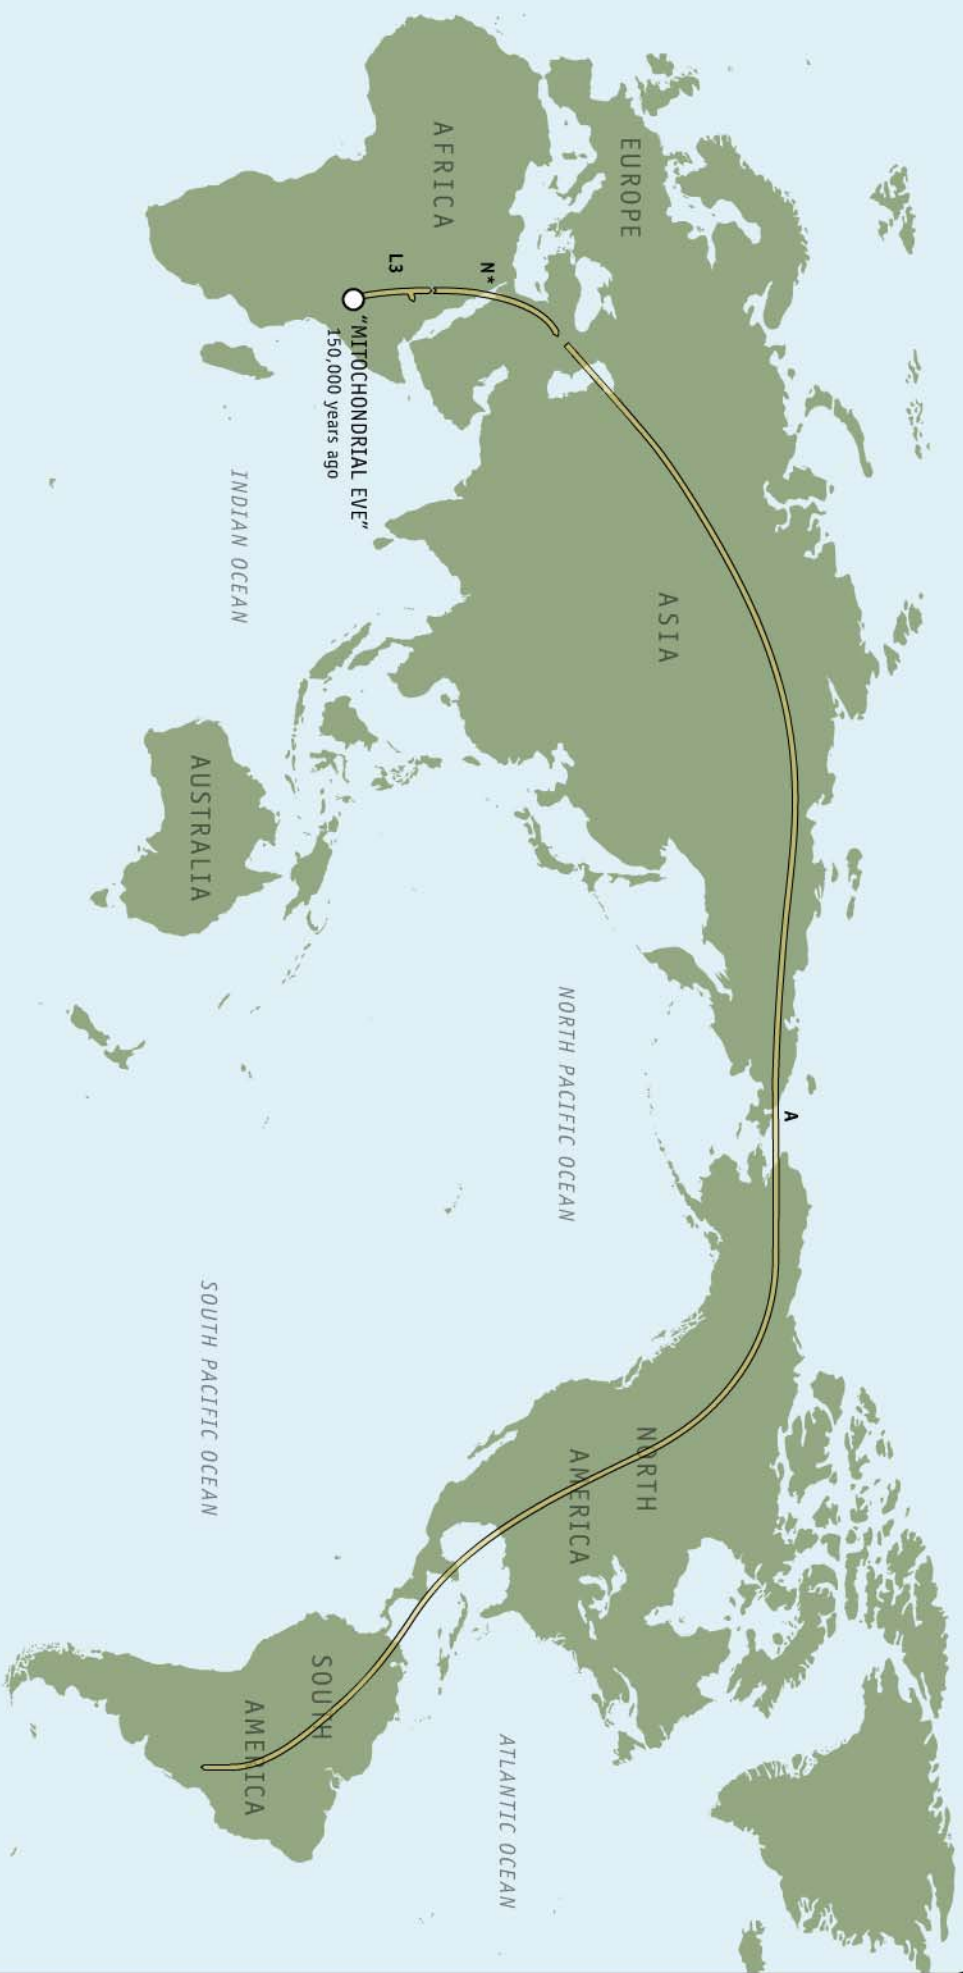 EUROPE
AFRICA
ASIA
N*
L3
"MITOCHONDRIAL EVE"
150,000 years ago
INDIAN OCEAN
AUSTRALIA
A
NORTH PACIFIC OCEAN
SOUTH PACIFIC OCEAN
NORTH
AMERICA
SOUTH
AMERICA
ATLANTIC OCEAN